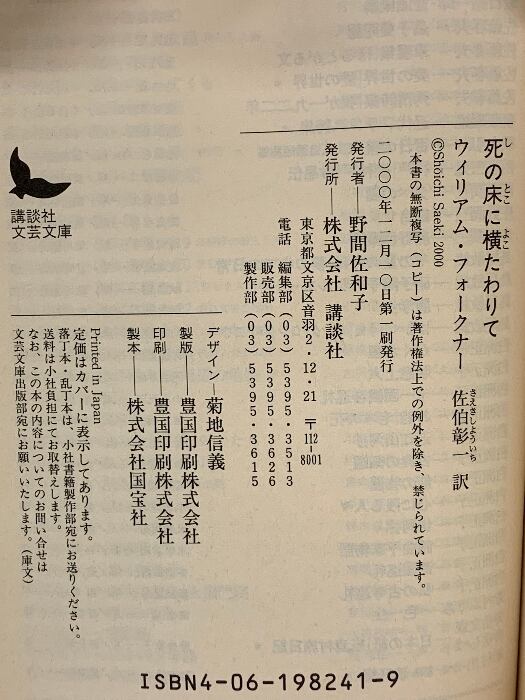 死の床に横たわりて
しとこよこ
ウィリアム・フォークナー 佐伯彰一 訳
さえきしょういち
©Shōichi Saeki 2000
本書の無断複写（コピー）は著作権法上での例外を除き、禁じられています。
二〇〇〇年一二月一〇日第一刷発行
発行者――野間佐和子
発行所――株式会社 講談社
東京都文京区音羽2・12・21 〒112-8001
電話 編集部（03）5395・3513
販売部（03）5395・3626
製作部（03）5395・3615
デザイン―菊地信義
製版――豊国印刷株式会社
印刷――豊国印刷株式会社
製本――株式会社国宝社
Printed in Japan
定価はカバーに表示してあります。
落丁本・乱丁本は、小社書籍製作部宛にお送りください。
送料は小社負担にてお取替えします。
なお、この本の内容についてのお問い合せは
文芸文庫出版部宛にお願いいたします。（庫文）
講談社
文芸文庫
ISBN4-06-198241-9